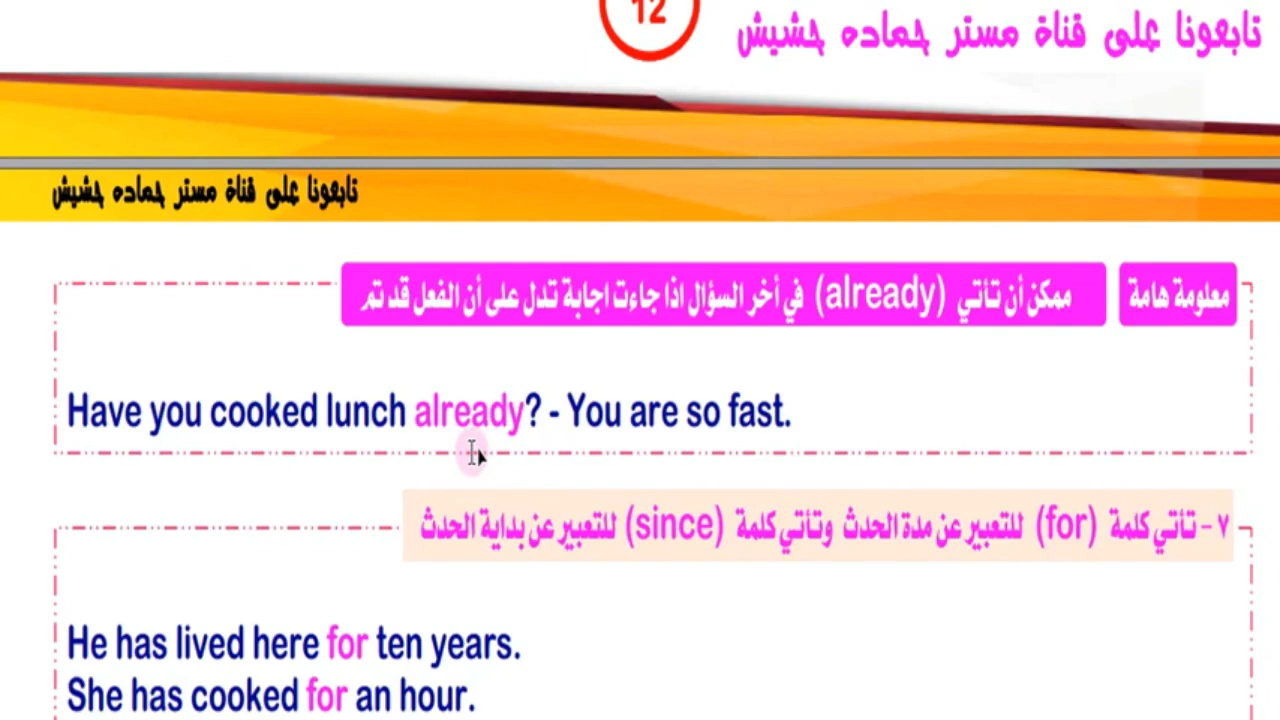 12
تابعونا على قناة مستر حماده حشيش
تابعونا على قناة مستر حماده حشيش
معلومة هامة
ممكن أن تأتي (already) في أخر السؤال اذا جاءت اجابة تدل على أن الفعل قد تم
Have you cooked lunch already? - You are so fast.
٧ - تأتي كلمة (for) للتعبير عن مدة الحدث وتأتي كلمة (since) للتعبير عن بداية الحدث
He has lived here for ten years.
She has cooked for an hour.